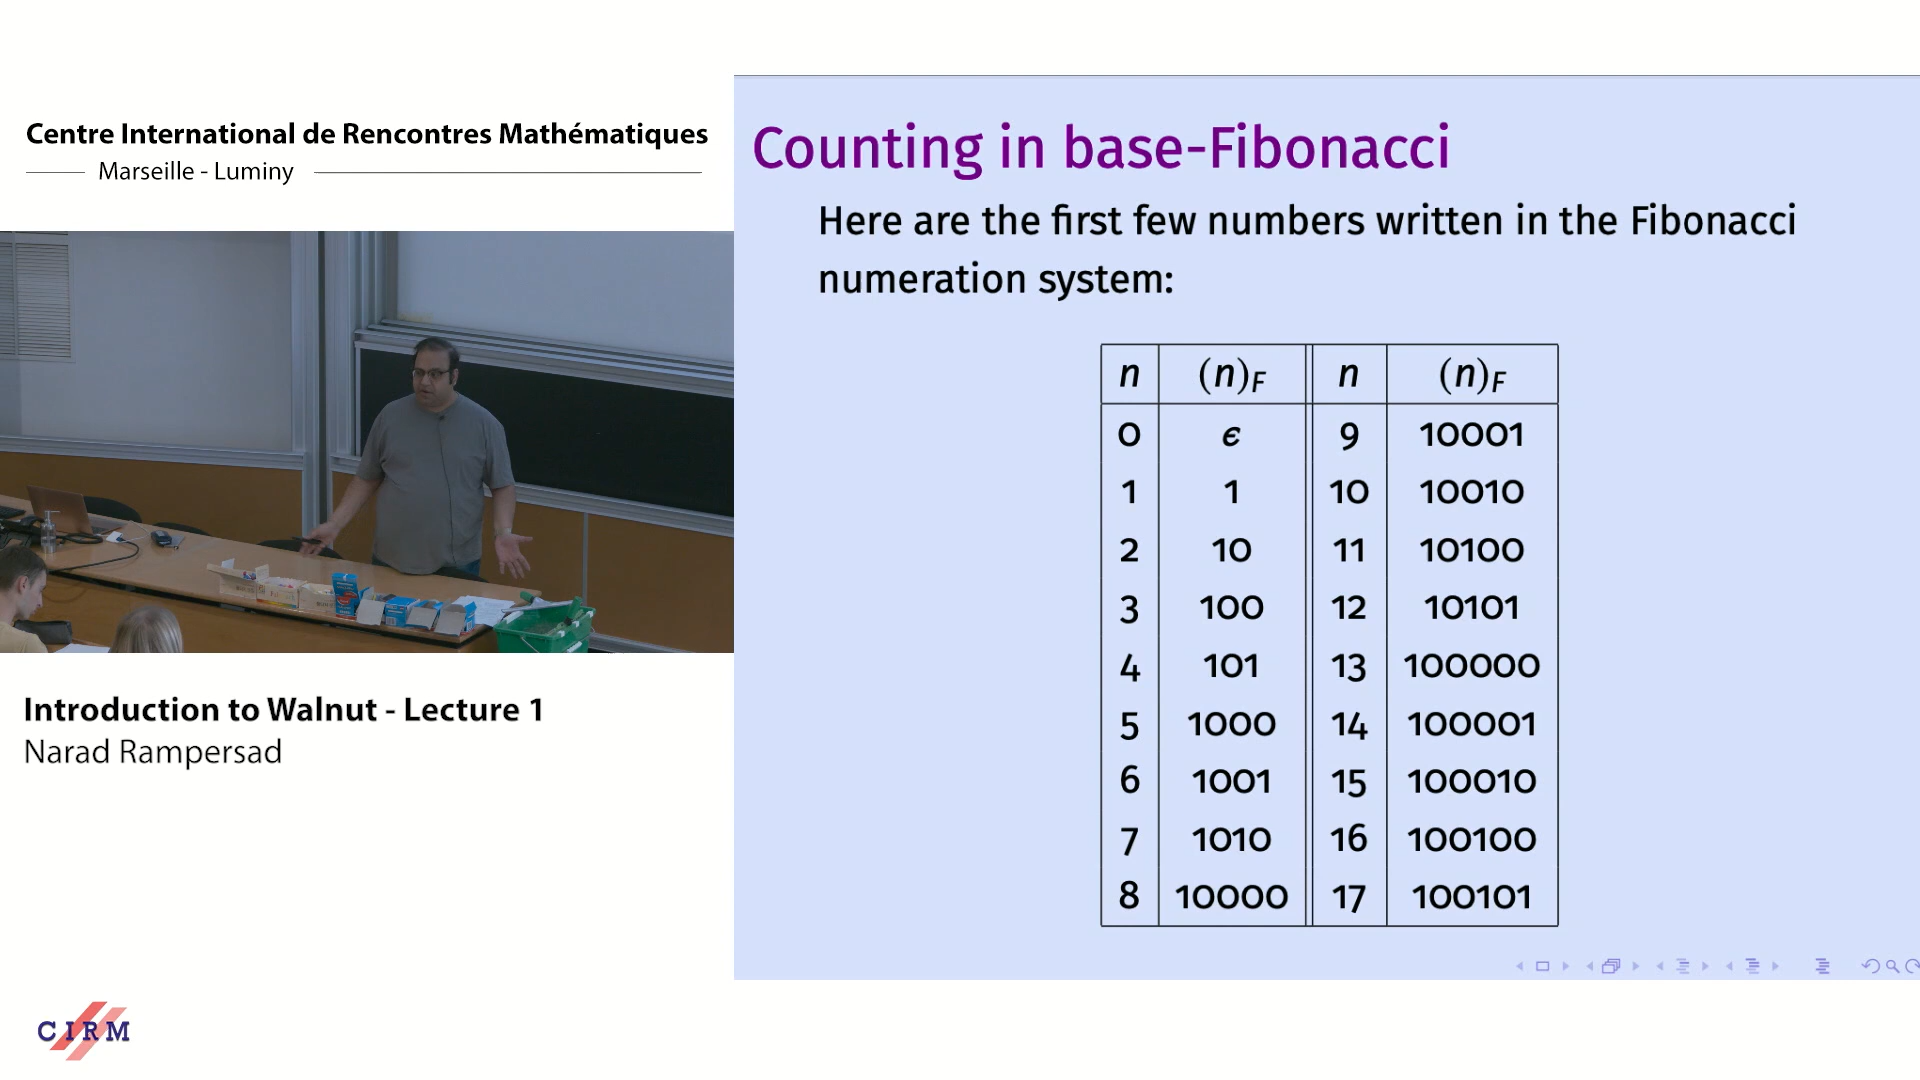 Centre International de Rencontres Mathématiques
Marseille - Luminy
Counting in base-Fibonacci
Here are the first few numbers written in the Fibonacci
numeration system:
n (n)F n (n)F
0 ϵ 9 10001
1 1 10 10010
2 10 11 10100
3 100 12 10101
4 101 13 100000
5 1000 14 100001
6 1001 15 100010
7 1010 16 100100
8 10000 17 100101
Introduction to Walnut - Lecture 1
Narad Rampersad
CIRM